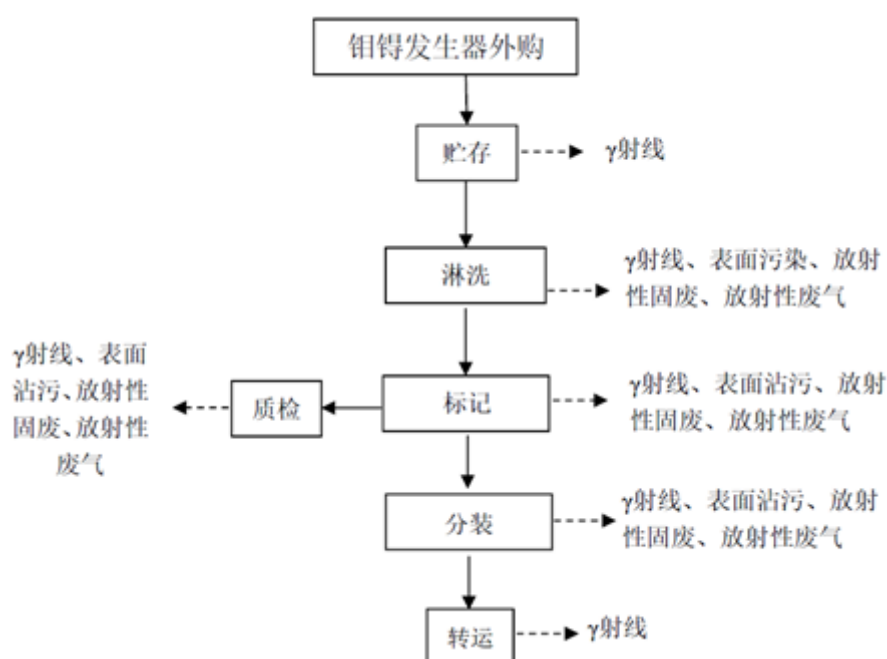 钼锝发生器外购
贮存
γ射线
淋洗
γ射线、表面污染、放射
性固废、放射性废气
γ射线、表面
沾污、放射性
固废、放射性
废气
质检
标记
γ射线、表面沾污、放射
性固废、放射性废气
分装
γ射线、表面沾污、放射
性固废、放射性废气
转运
γ射线